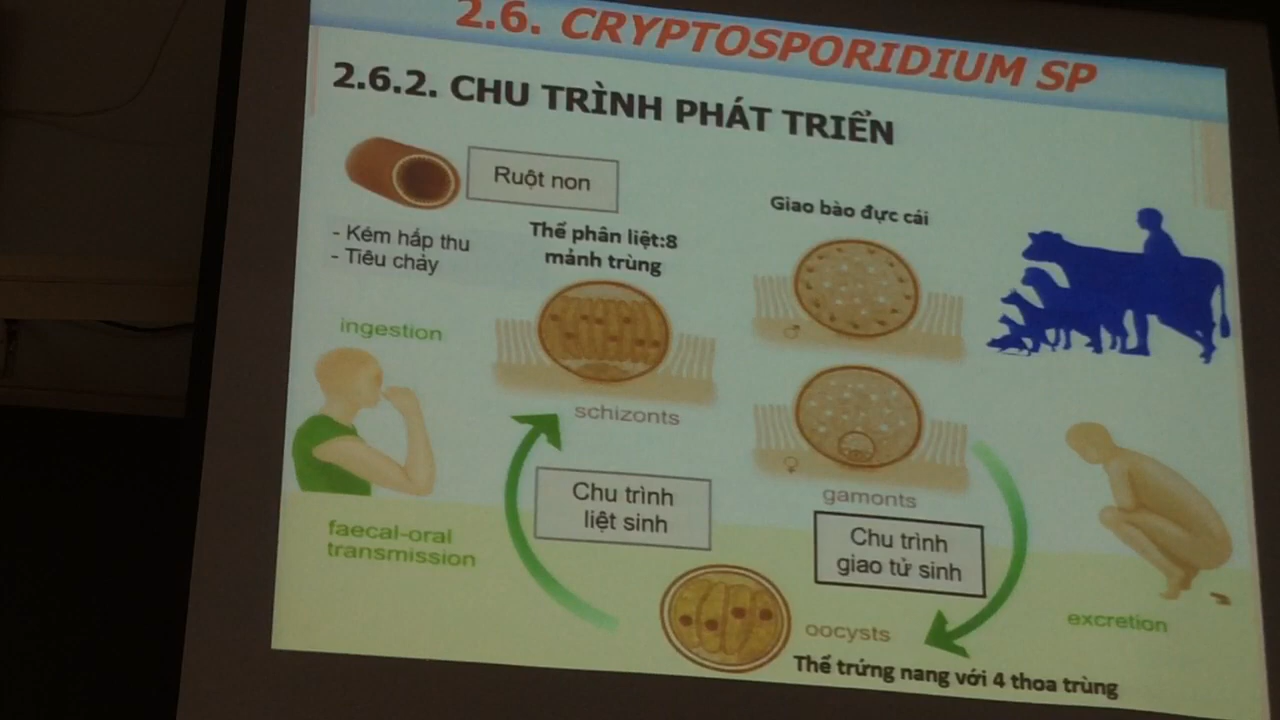 2.6. CRYPTOSPORIDIUM SP
2.6.2. CHU TRÌNH PHÁT TRIỂN
Ruột non
- Kém hấp thu
- Tiêu chảy
Thể phân liệt:8
mảnh trùng
Giao bào đực cái
ingestion
schizonts
♂
♀
gamonts
Chu trình
liệt sinh
Chu trình
giao tử sinh
faecal-oral
transmission
excretion
oocysts
Thể trứng nang với 4 thoa trùng